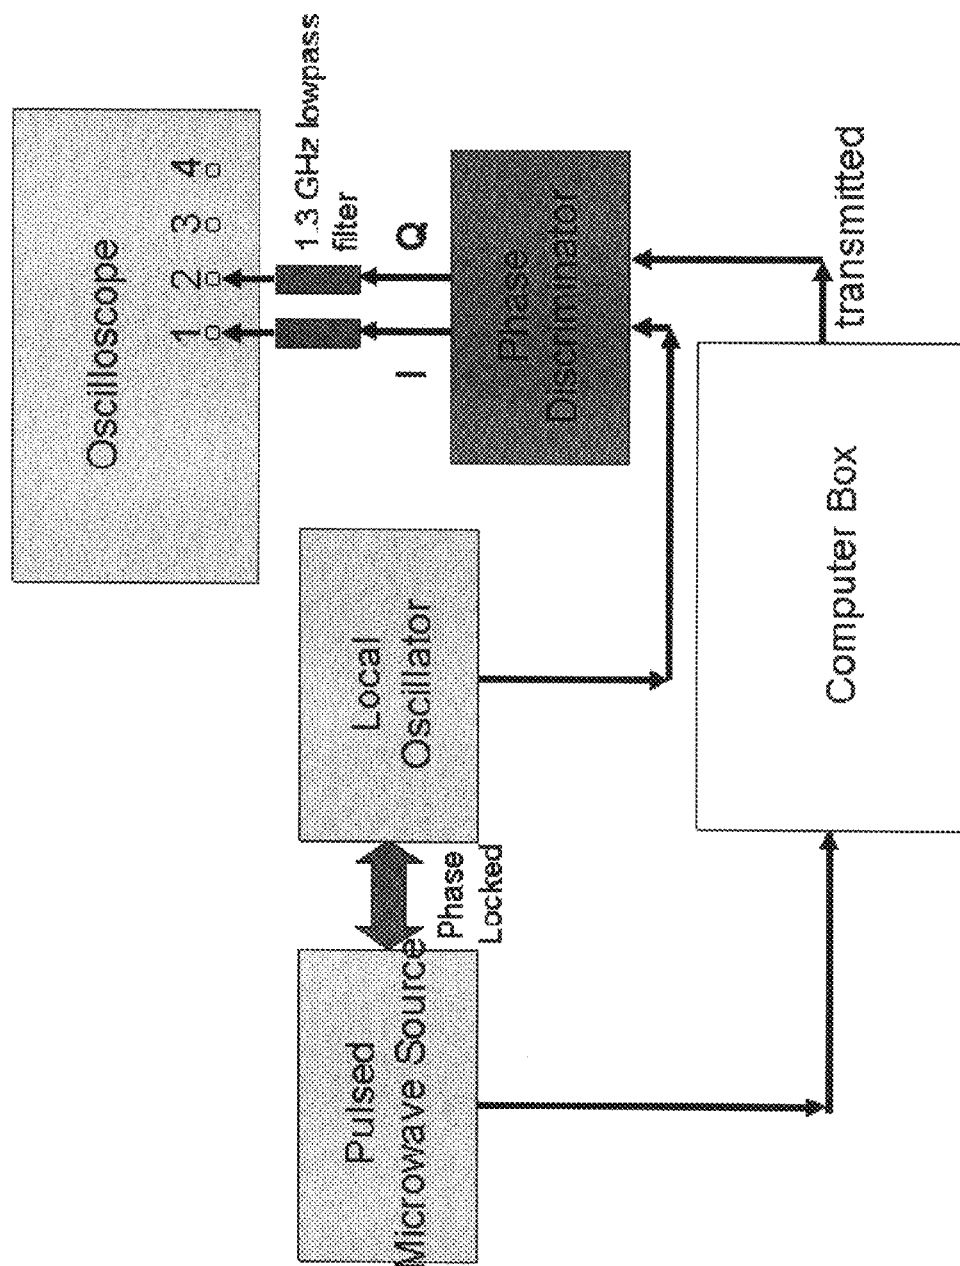 Oscilloscope
1 2 3 4
1.3 GHz lowpass
filter
I
Q
Phase
Discriminator
Local
Oscillator
Phase
Locked
Pulsed
Microwave Source
Computer Box
transmitted